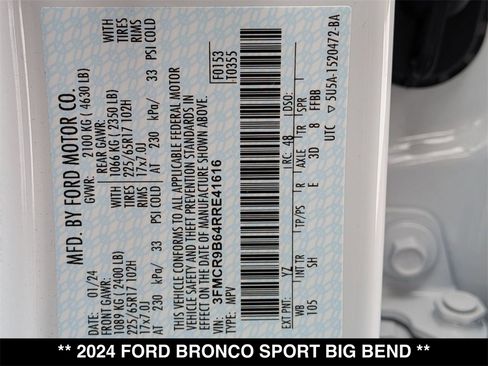 MFD. BY FORD MOTOR CO.
DATE: 01/24 GVWR: 2100 KG ( 4630 LB)
FRONT GAWR: REAR GAWR:
1089 KG ( 2400 LB) 1066 KG ( 2350 LB) WITH
225/65R17 102H 225/65R17 102H TIRES
17x7.0J 17x7.0J RIMS
AT 230 kPa/ 33 AT 230 kPa/ 33 PSI COLD
THIS VEHICLE CONFORMS TO ALL APPLICABLE FEDERAL MOTOR
VEHICLE SAFETY AND THEFT PREVENTION STANDARDS IN EFFECT ON THE
DATE OF MANUFACTURE SHOWN ABOVE.
VIN: 3FMCR9B64RRE41616 F0153
TYPE: MPV T0355
EXT PNT: YZ RC: 48 DSO:
WB INT TR TP/PS R AXLE TR SPR
105 SH E 3D 8 FFBB
UTC 5U5A-1520472-BA
** 2024 FORD BRONCO SPORT BIG BEND **